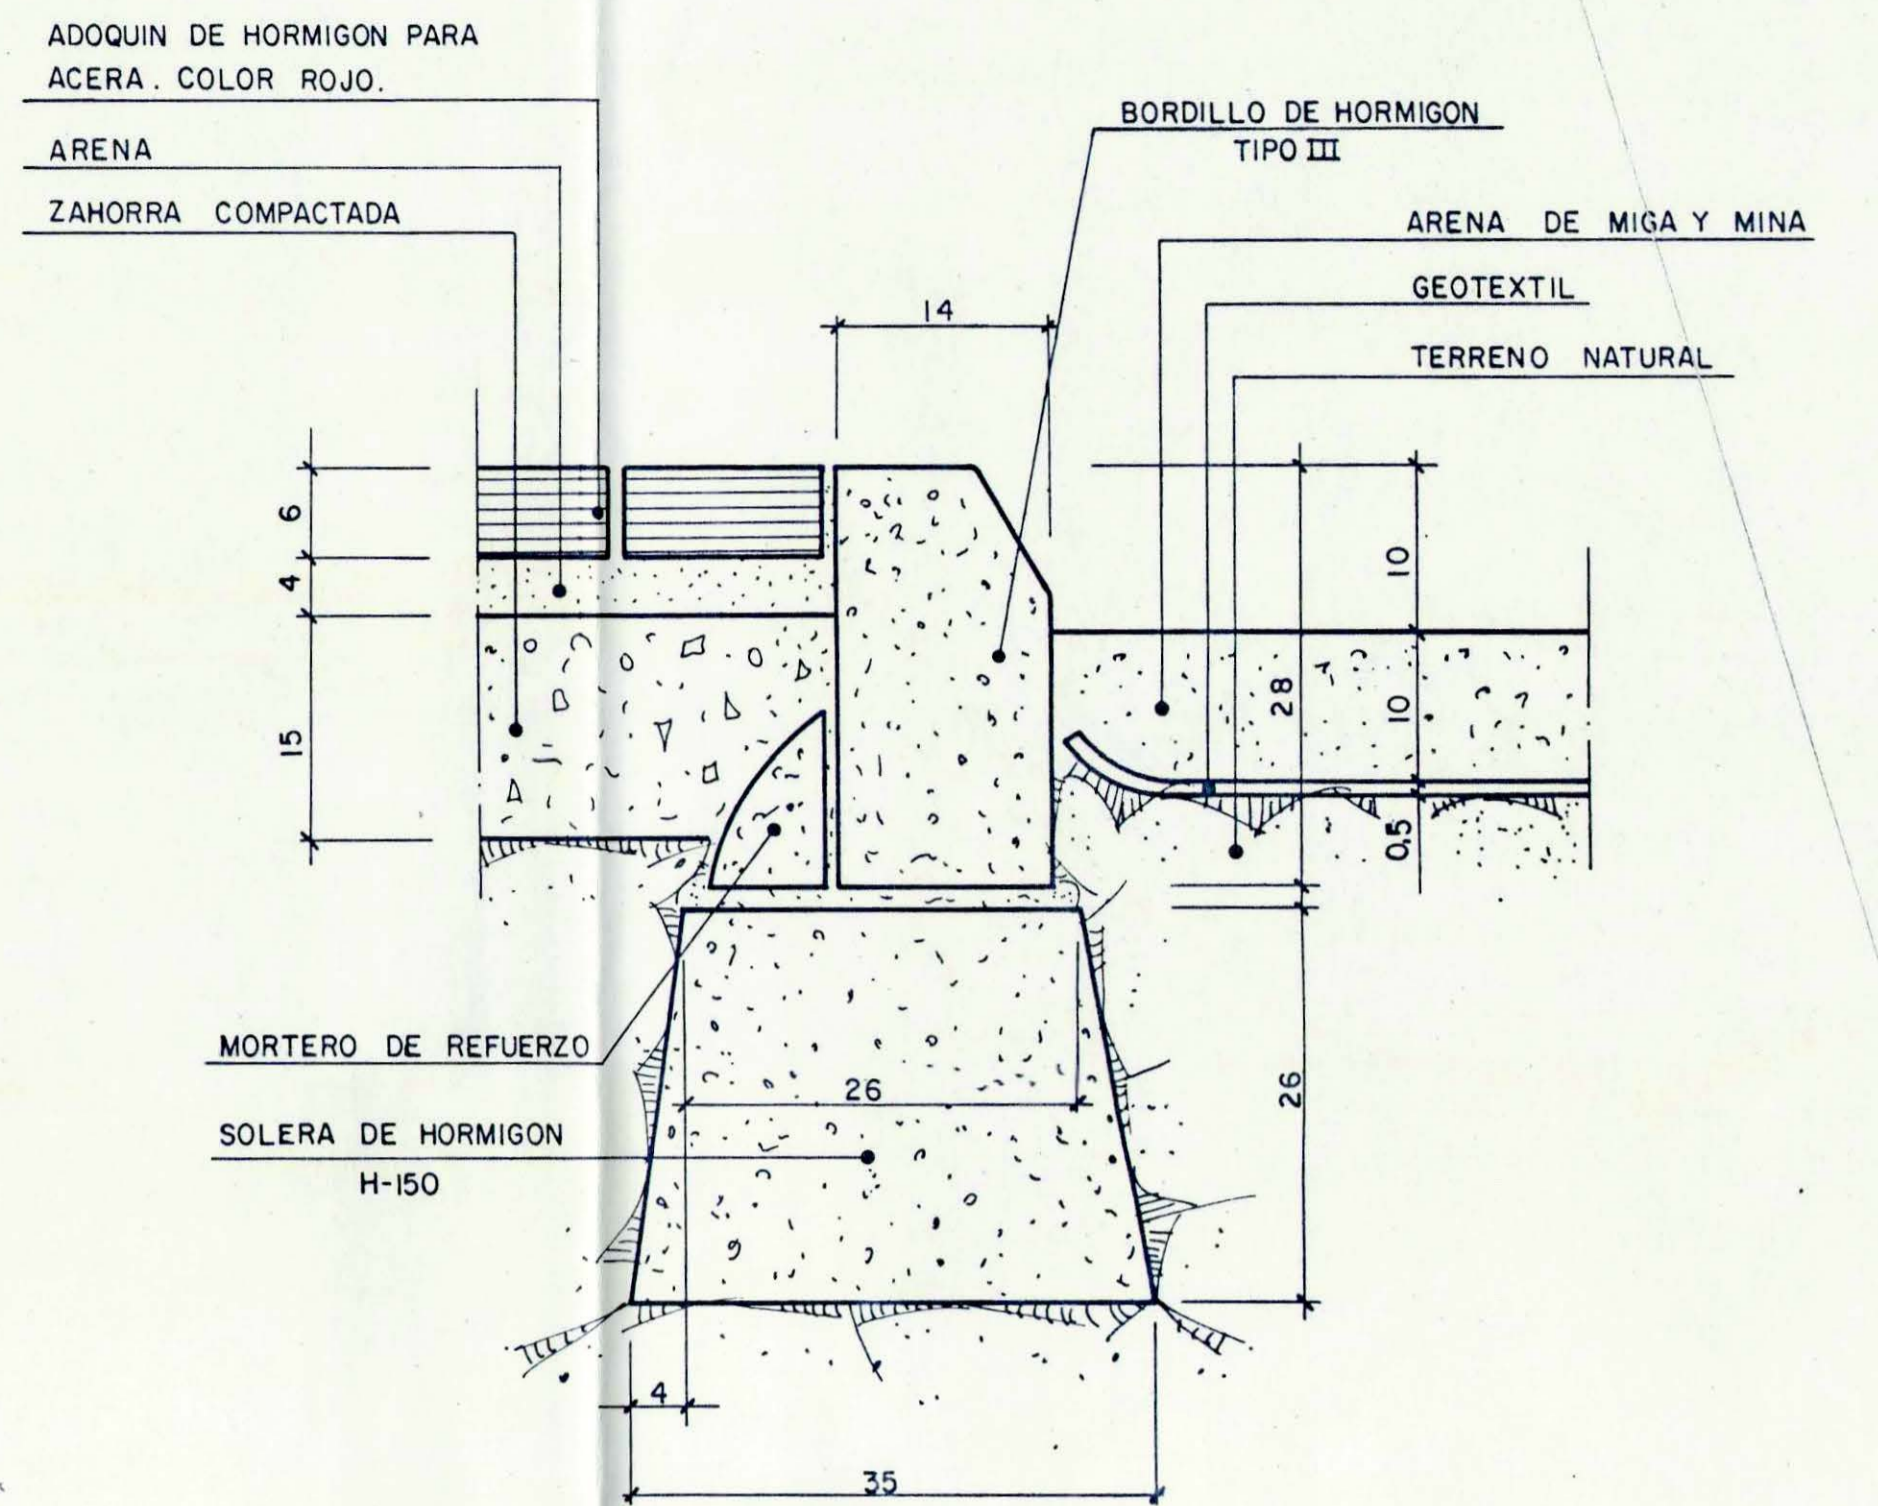 ADOQUIN DE HORMIGON PARA
ACERA. COLOR ROJO.
ARENA
ZAHORRA COMPACTADA
BORDILLO DE HORMIGON
TIPO III
ARENA DE MIGA Y MINA
GEOTEXTIL
TERRENO NATURAL
14
6
4
15
10
28
10
0,5
MORTERO DE REFUERZO
26
26
SOLERA DE HORMIGON
H-150
4
35